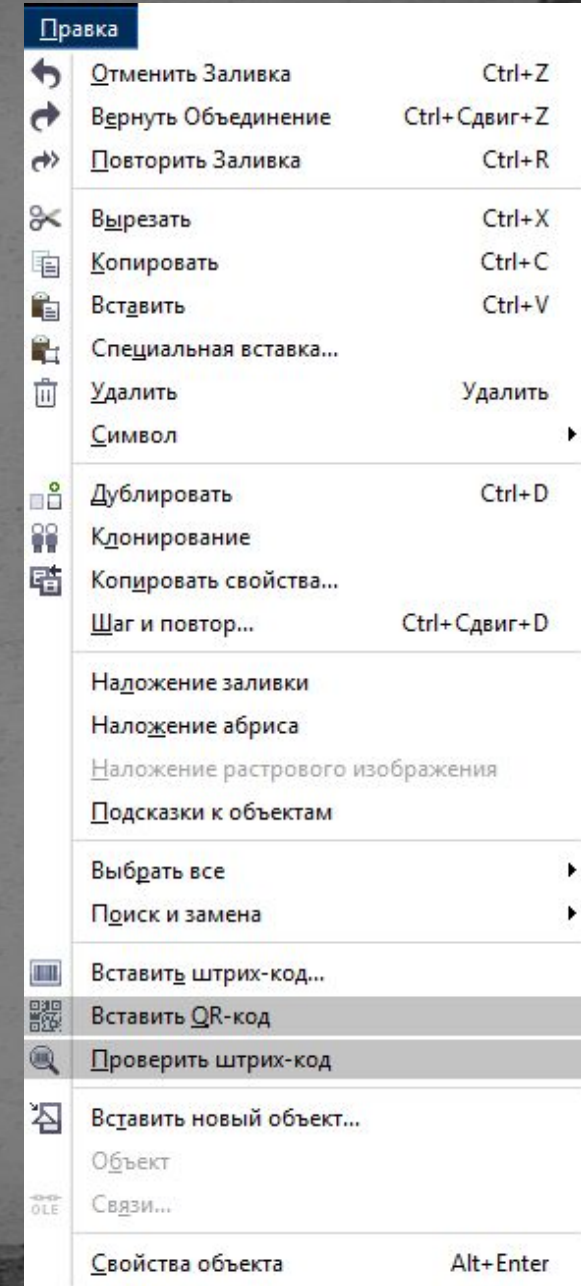 Правка
Отменить Заливка Ctrl+Z
Вернуть Объединение Ctrl+Сдвиг+Z
Повторить Заливка Ctrl+R
Вырезать Ctrl+X
Копировать Ctrl+C
Вставить Ctrl+V
Специальная вставка...
Удалить Удалить
Символ
Дублировать Ctrl+D
Клонирование
Копировать свойства...
Шаг и повтор... Ctrl+Сдвиг+D
Наложение заливки
Наложение абриса
Наложение растрового изображения
Подсказки к объектам
Выбрать все
Поиск и замена
Вставить штрих-код...
Вставить QR-код
Проверить штрих-код
Вставить новый объект...
Объект
OLE Связи...
Свойства объекта Alt+Enter